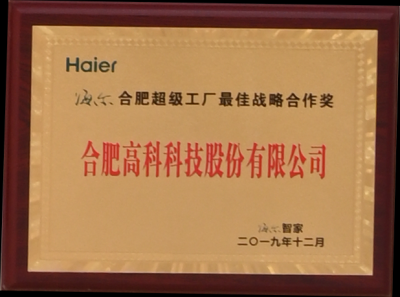 Haier
海尔 合肥超级工厂最佳战略合作奖
合肥高科科技股份有限公司
海尔智家
二〇一九年十二月